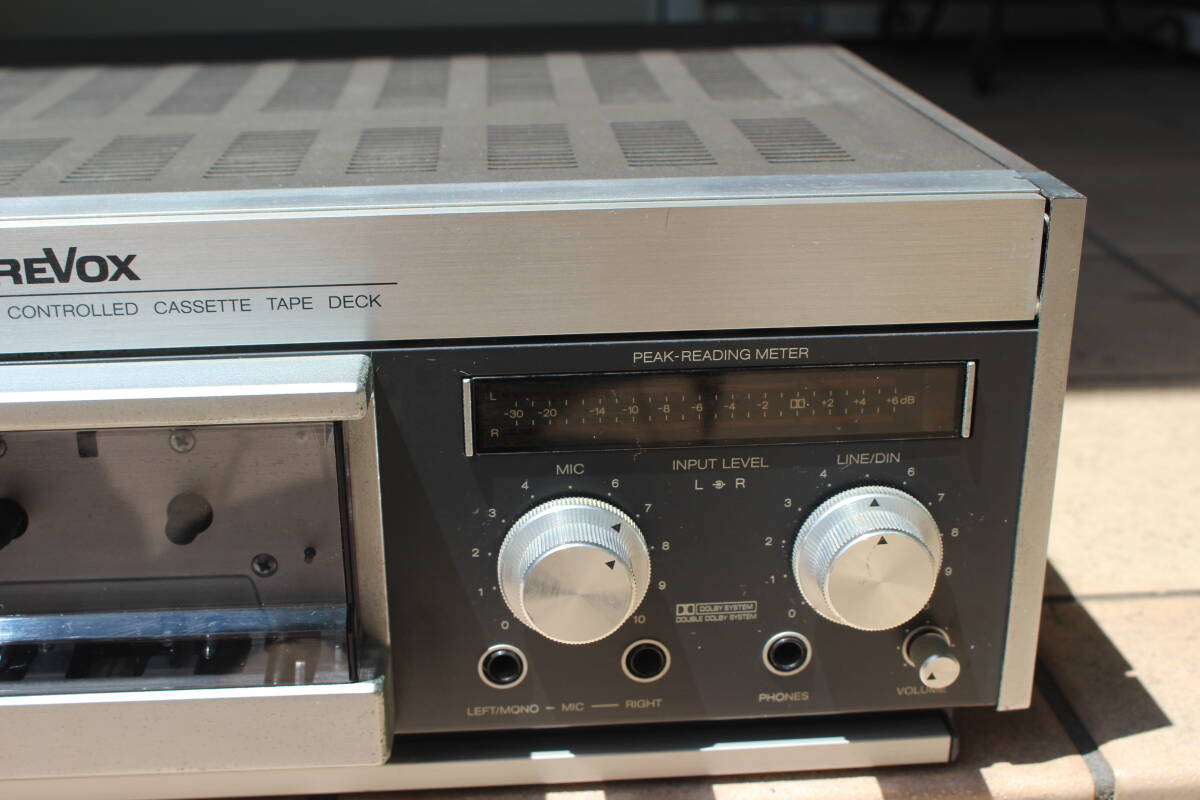 REVOX
CONTROLLED CASSETTE TAPE DECK
PEAK-READING METER
L
-30 -20 -14 -10 -8 -6 -4 -2 +2 +4 +6 dB
R
MIC
INPUT LEVEL
LINE/DIN
L R
0 1 2 3 4 6 7 8 9 10
0 1 2 3 4 6 7 8 9
DOLBY SYSTEM
DOUBLE DOLBY SYSTEM
LEFT/MONO — MIC — RIGHT
PHONES
VOLUME